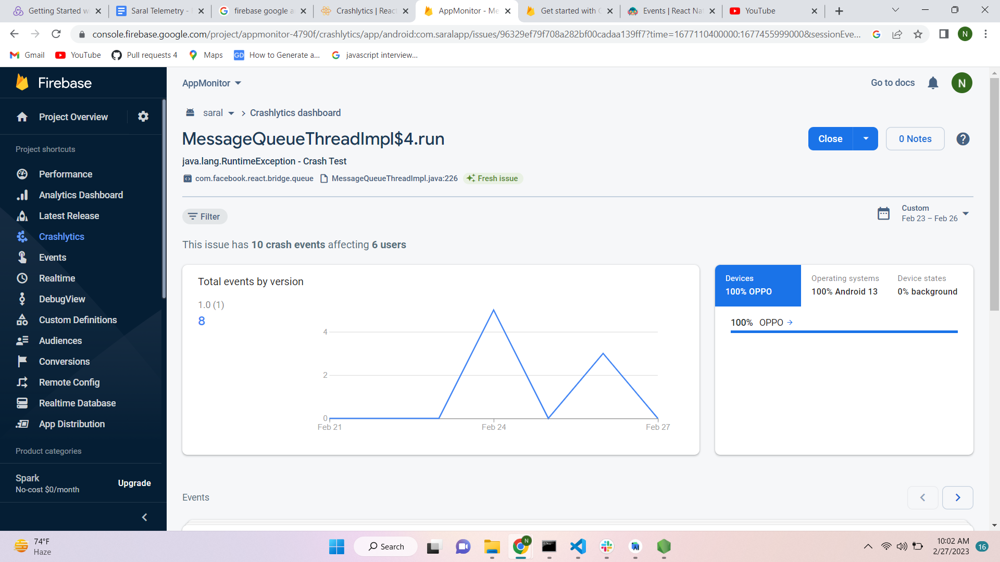 Getting Started wi
Saral Telemetry -
firebase google a
Crashlytics | Reac
AppMonitor - Me
Get started with
Events | React Na
YouTube
console.firebase.google.com/project/appmonitor-4790f/crashlytics/app/android:com.saralapp/issues/96329ef79f708a282bf00cadaa139ff7?time=1677110400000:1677455999000&sessionEve...
N
Gmail
YouTube
Pull requests 4
Maps
GD
How to Generate a...
javascript interview...
Firebase
AppMonitor
Go to docs
N
Project Overview
saral
Crashlytics dashboard
MessageQueueThreadImpl$4.run
Close
0 Notes
?
java.lang.RuntimeException - Crash Test
com.facebook.react.bridge.queue
MessageQueueThreadImpl.java:226
Fresh issue
Project shortcuts
Performance
Analytics Dashboard
Latest Release
Crashlytics
Events
Realtime
DebugView
Custom Definitions
Audiences
Conversions
Remote Config
Realtime Database
App Distribution
Product categories
Spark
No-cost $0/month
Upgrade
Filter
Custom
Feb 23 – Feb 26
This issue has 10 crash events affecting 6 users
Total events by version
1.0 (1)
8
4
2
0
Feb 21
Feb 24
Feb 27
Devices
100% OPPO
Operating systems
100% Android 13
Device states
0% background
100% OPPO
Events
74°F
Haze
Search
N
10:02 AM
2/27/2023
16